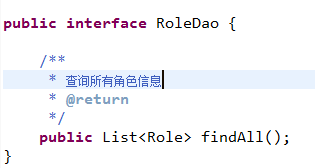 public interface RoleDao {
/**
* 查询所有角色信息
* @return
*/
public List<Role> findAll();
}